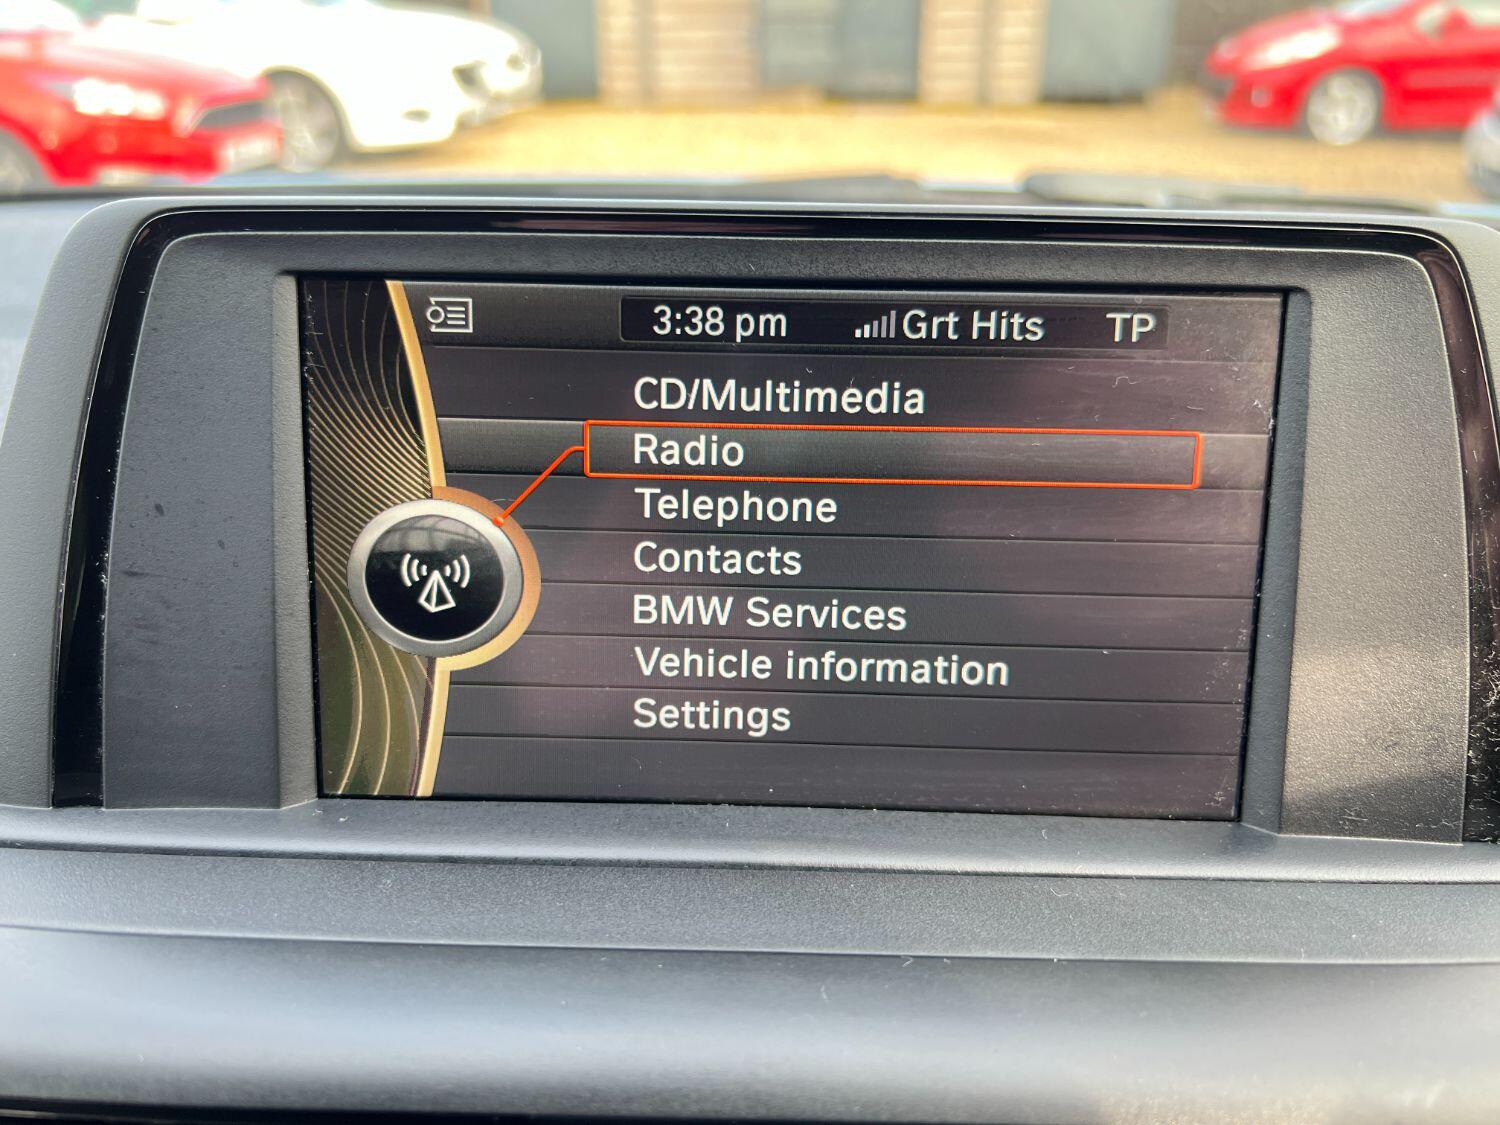 3:38 pm Grt Hits TP
CD/Multimedia
Radio
Telephone
Contacts
BMW Services
Vehicle information
Settings